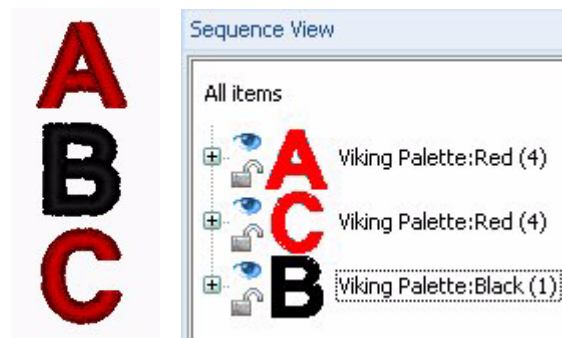 A
B
C
Sequence View
All items
A Viking Palette:Red (4)
C Viking Palette:Red (4)
B Viking Palette:Black (1)